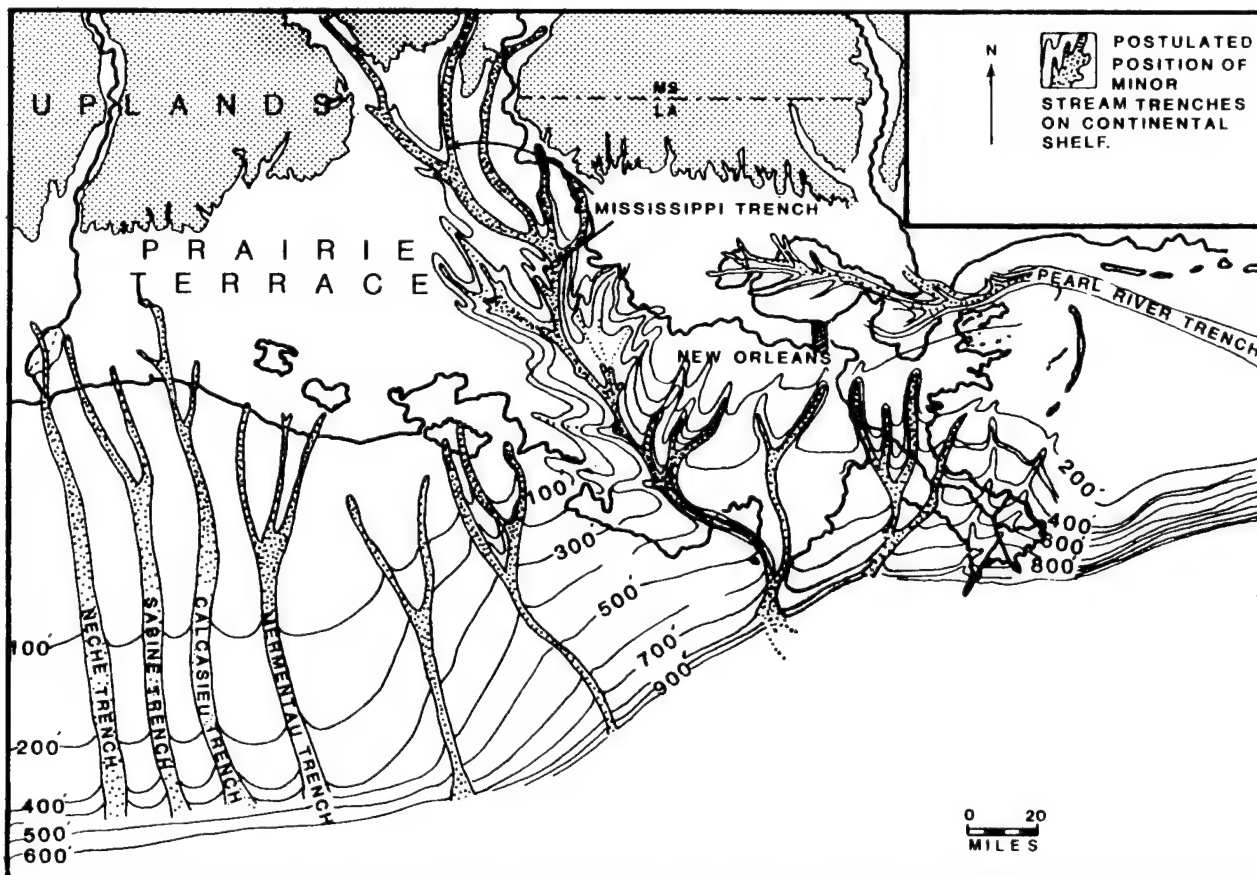 N
POSTULATED
POSITION OF
MINOR
STREAM TRENCHES
ON CONTINENTAL
SHELF.
MS
LA
UPLANDS
MISSISSIPPI TRENCH
PRAIRIE
TERRACE
PEARL RIVER TRENCH
NEW ORLEANS
100'
300'
500'
700'
900'
200'
400'
600'
800'
NECHE TRENCH
SABINE TRENCH
CALCASIEU TRENCH
MERMENTAU TRENCH
100'
200'
400'
500'
600'
0 20
MILES